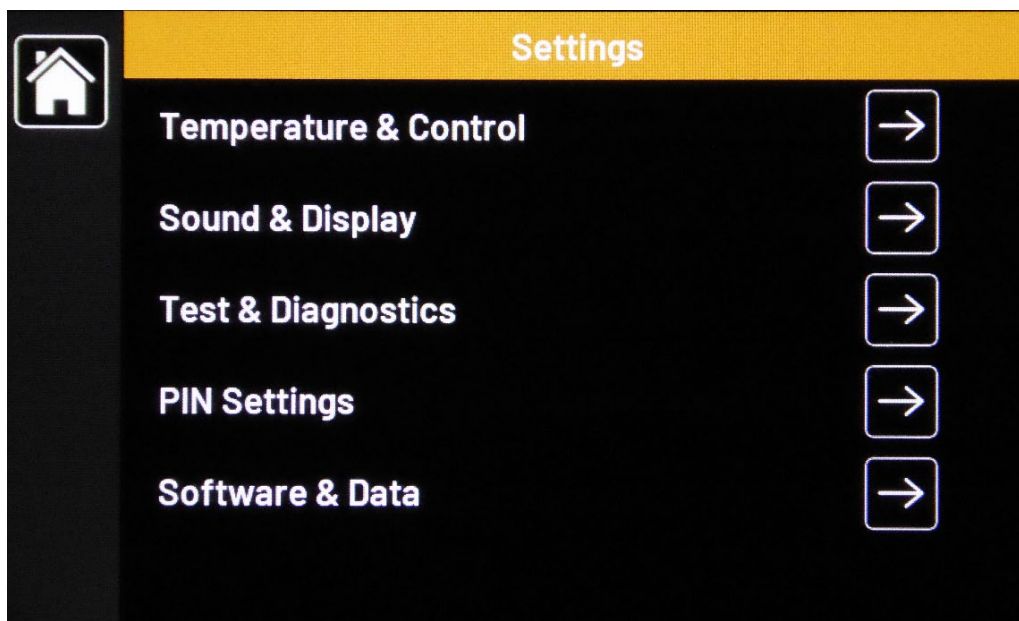 Settings
Temperature & Control
Sound & Display
Test & Diagnostics
PIN Settings
Software & Data